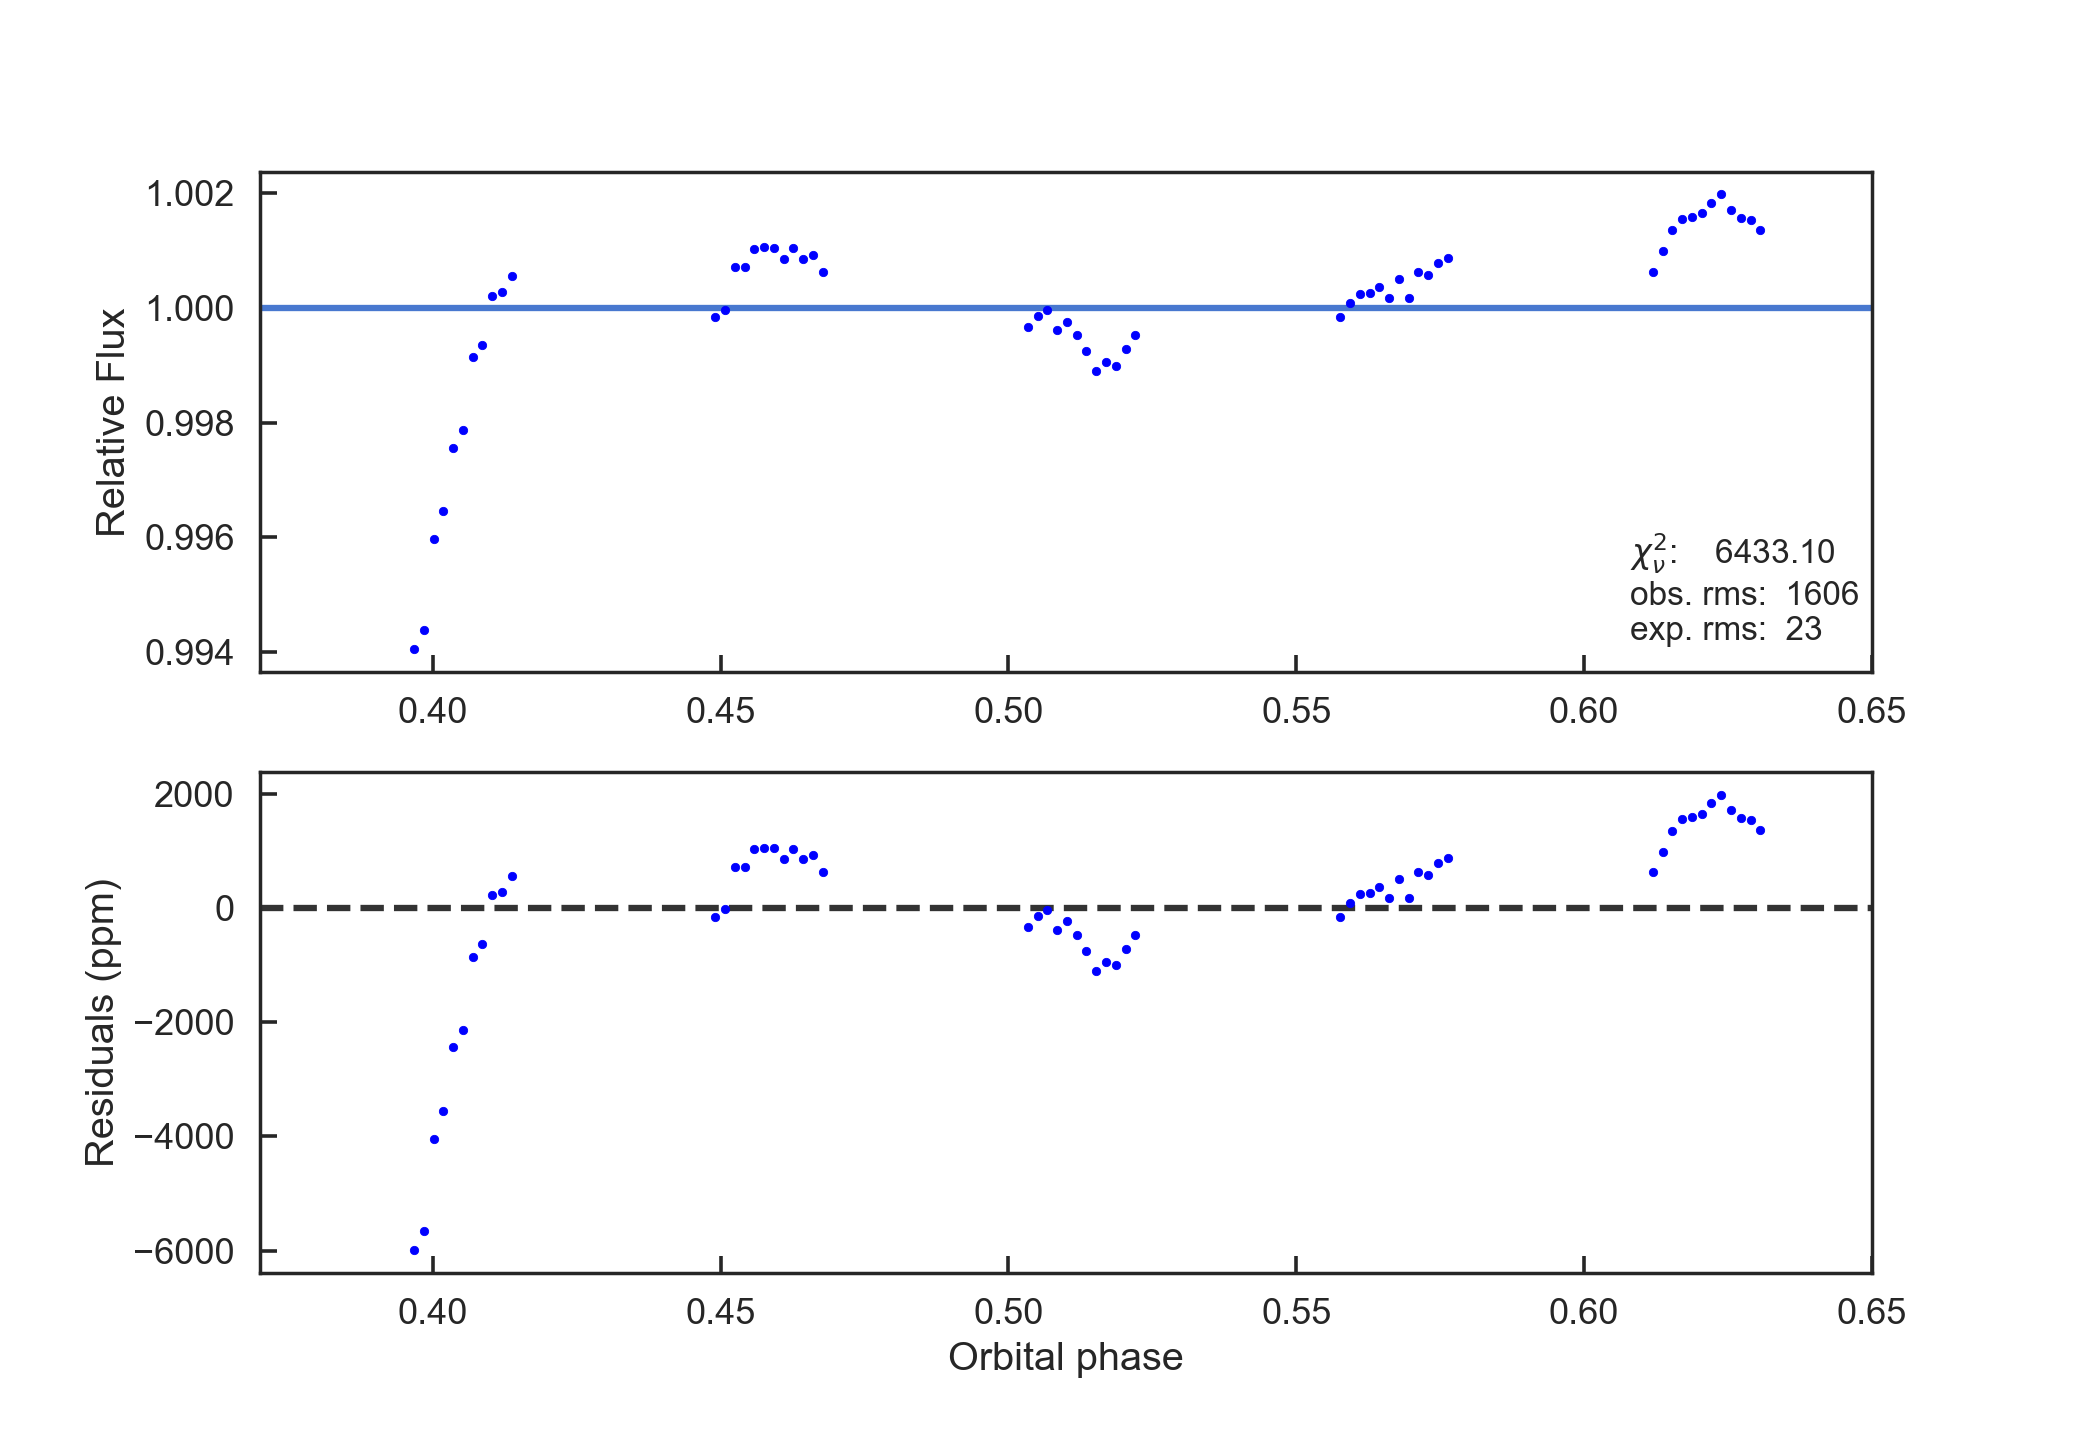 1.002
1.000
0.998
0.996
0.994
Relative Flux
χ²ᵥ: 6433.10
obs. rms: 1606
exp. rms: 23
0.40 0.45 0.50 0.55 0.60 0.65
2000
0
−2000
−4000
−6000
Residuals (ppm)
0.40 0.45 0.50 0.55 0.60 0.65
Orbital phase